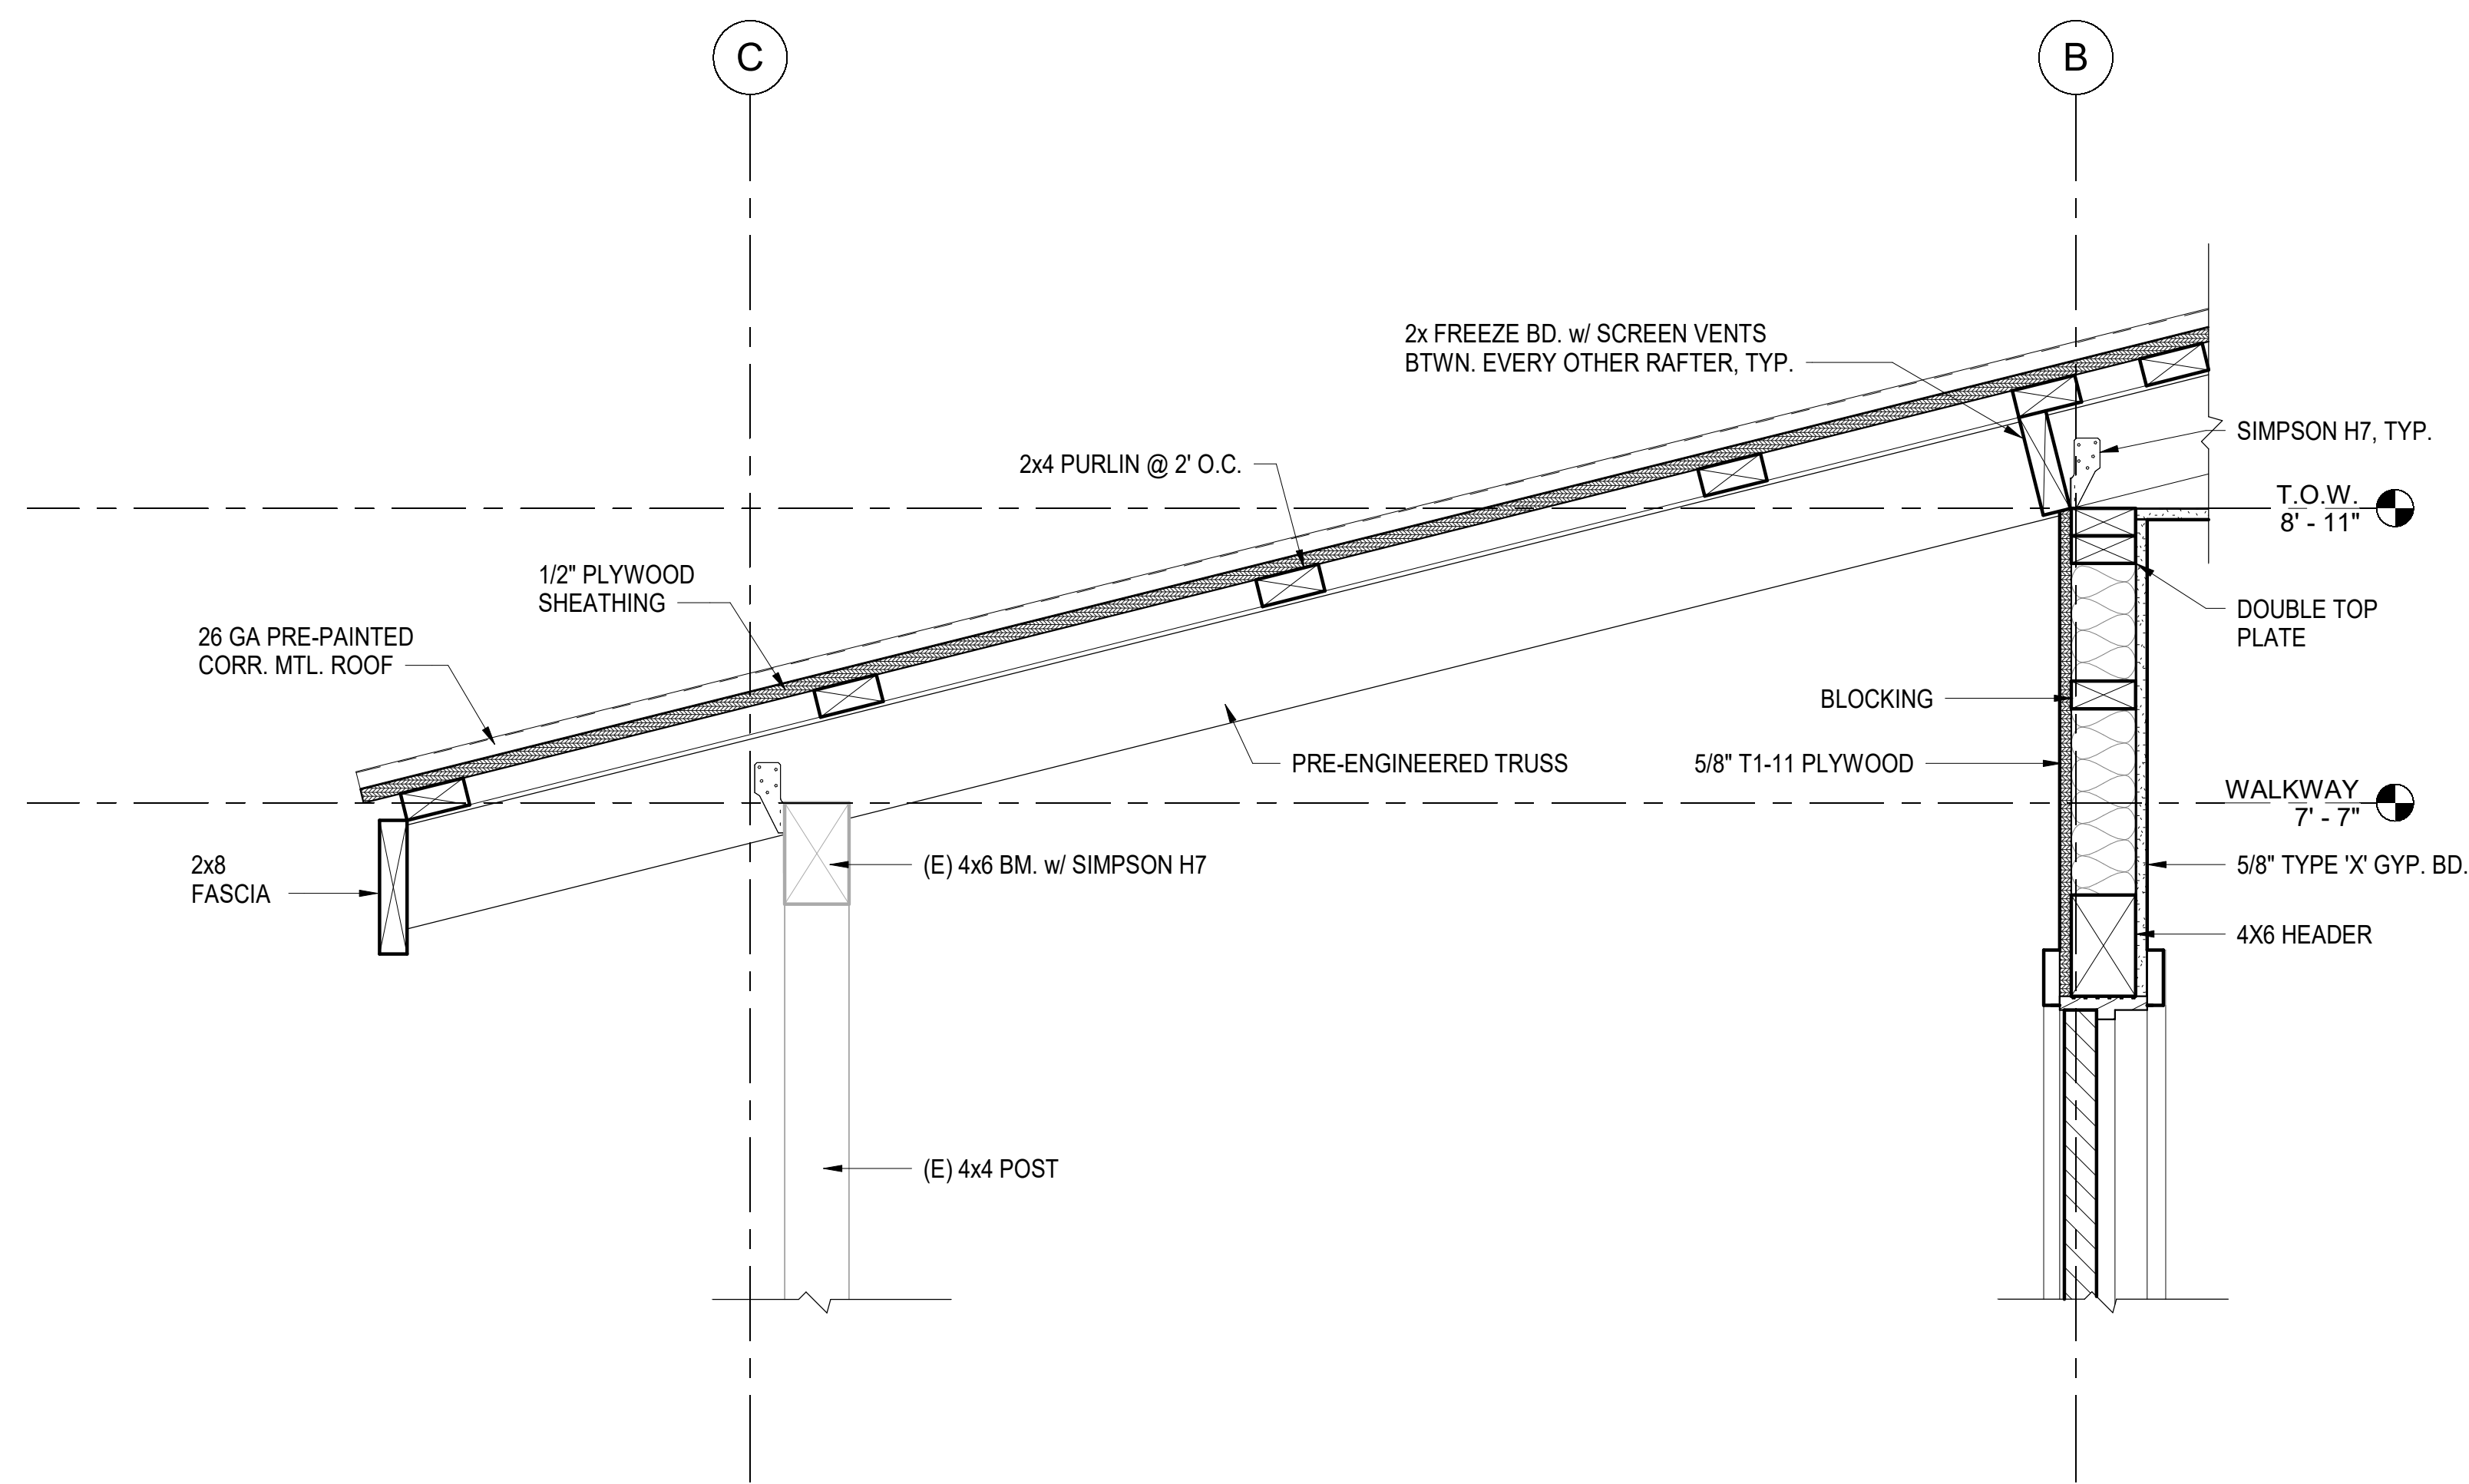 C
B
2x FREEZE BD. w/ SCREEN VENTS
BTWN. EVERY OTHER RAFTER, TYP.
SIMPSON H7, TYP.
2x4 PURLIN @ 2' O.C.
T.O.W.
8' - 11"
1/2" PLYWOOD
SHEATHING
DOUBLE TOP
PLATE
26 GA PRE-PAINTED
CORR. MTL. ROOF
BLOCKING
PRE-ENGINEERED TRUSS
5/8" T1-11 PLYWOOD
WALKWAY
7' - 7"
2x8
FASCIA
(E) 4x6 BM. w/ SIMPSON H7
5/8" TYPE 'X' GYP. BD.
4X6 HEADER
(E) 4x4 POST